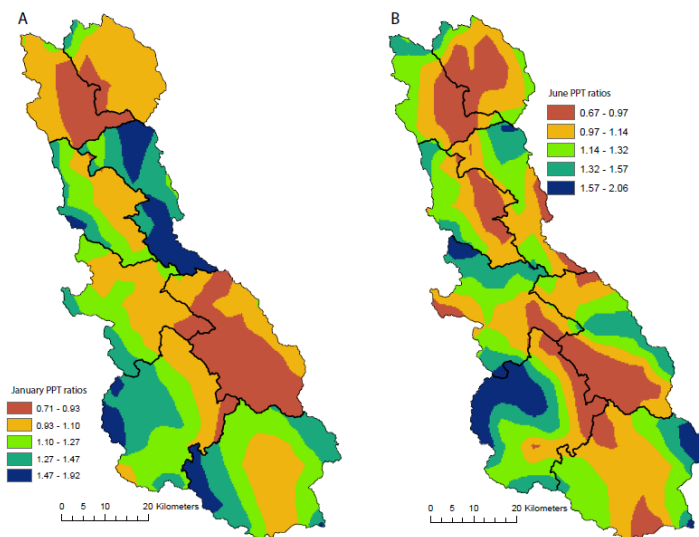 A
January PPT ratios
0.71 - 0.93
0.93 - 1.10
1.10 - 1.27
1.27 - 1.47
1.47 - 1.92
0 5 10 20 Kilometers
B
June PPT ratios
0.67 - 0.97
0.97 - 1.14
1.14 - 1.32
1.32 - 1.57
1.57 - 2.06
0 5 10 20 Kilometers